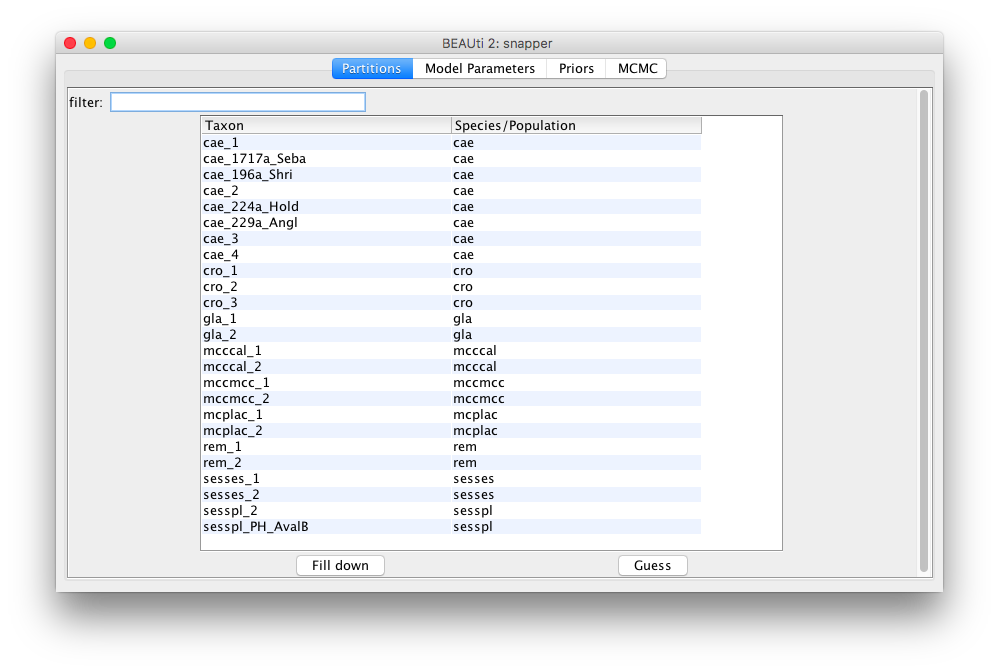 BEAUti 2: snapper
Partitions Model Parameters Priors MCMC
filter:
Taxon Species/Population
cae_1 cae
cae_1717a_Seba cae
cae_196a_Shri cae
cae_2 cae
cae_224a_Hold cae
cae_229a_Angl cae
cae_3 cae
cae_4 cae
cro_1 cro
cro_2 cro
cro_3 cro
gla_1 gla
gla_2 gla
mcccal_1 mcccal
mcccal_2 mcccal
mccmcc_1 mccmcc
mccmcc_2 mccmcc
mcplac_1 mcplac
mcplac_2 mcplac
rem_1 rem
rem_2 rem
sesses_1 sesses
sesses_2 sesses
sesspl_2 sesspl
sesspl_PH_AvalB sesspl
Fill down Guess